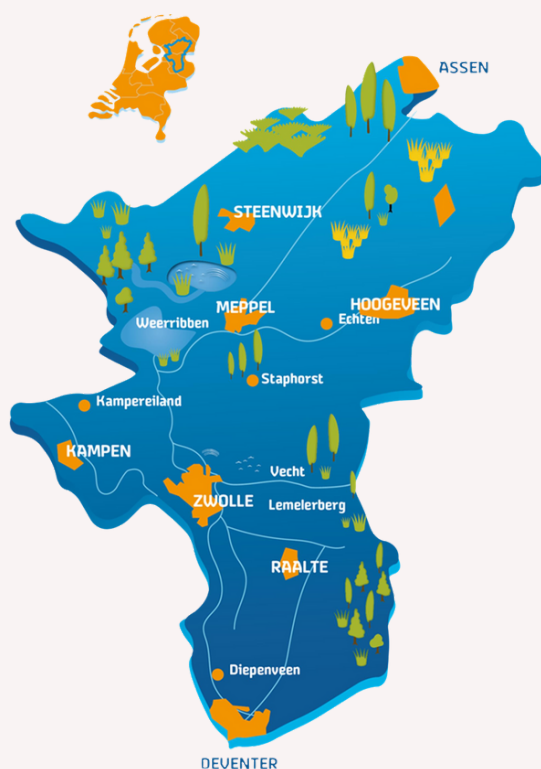 ASSEN
STEENWIJK
MEPPEL
HOOGEVEEN
Weerribben
Echten
Staphorst
Kampereiland
KAMPEN
Vecht
ZWOLLE
Lemelerberg
RAALTE
Diepenveen
DEVENTER